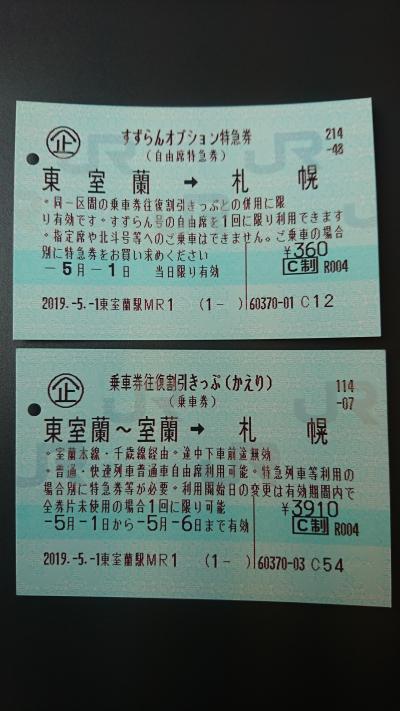 企 すずらんオプション特急券 214
(自由席特急券) -48
東室蘭 → 札幌
・同一区間の乗車券往復割引きっぷとの併用に限
り有効です・すずらん号の自由席を1回に限り利用できます
・指定席や北斗号等へのご乗車はできません。ご乗車の場合
別に特急券をお買い求めください ¥360
-5月-1日 当日限り有効 C制 R004
2019.-5.-1東室蘭駅MR1 (1- ) 60370-01 C12
企 乗車券往復割引きっぷ(かえり) 114
(乗車券) -07
東室蘭~室蘭 → 札幌
・室蘭本線・千歳線経由・途中下車前途無効
・普通・快速列車普通車自由席利用可能・特急列車等利用の
場合別に特急券等が必要・利用開始日の変更は有効期間内で
全券片未使用の場合1回に限り可能 ¥3910
-5月-1日から-5月-6日まで有効 C制 R004
2019.-5.-1東室蘭駅MR1 (1- ) 60370-03 C54